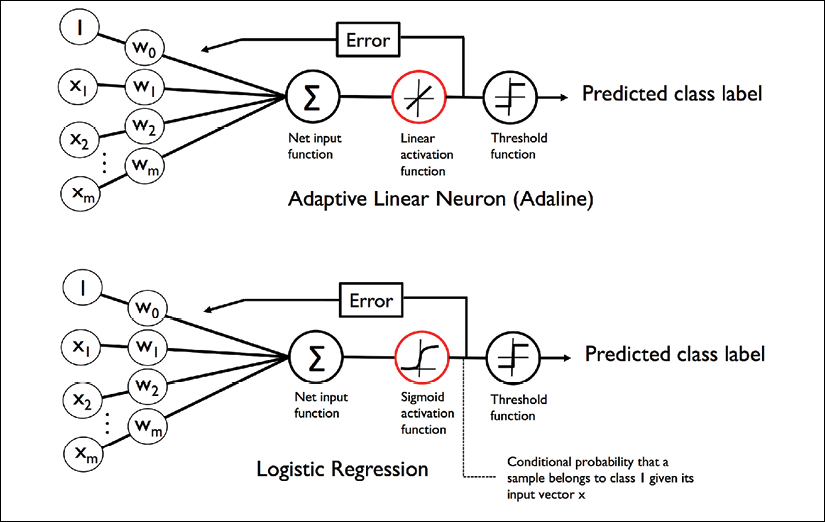 1
w0
x1
w1
x2
w2
⋮
xm
wm
Error
Σ
Net input
function
Linear
activation
function
Threshold
function
Predicted class label
Adaptive Linear Neuron (Adaline)
1
w0
x1
w1
x2
w2
⋮
xm
wm
Error
Σ
Net input
function
Sigmoid
activation
function
Threshold
function
Predicted class label
Logistic Regression
Conditional probability that a
sample belongs to class 1 given its
input vector x